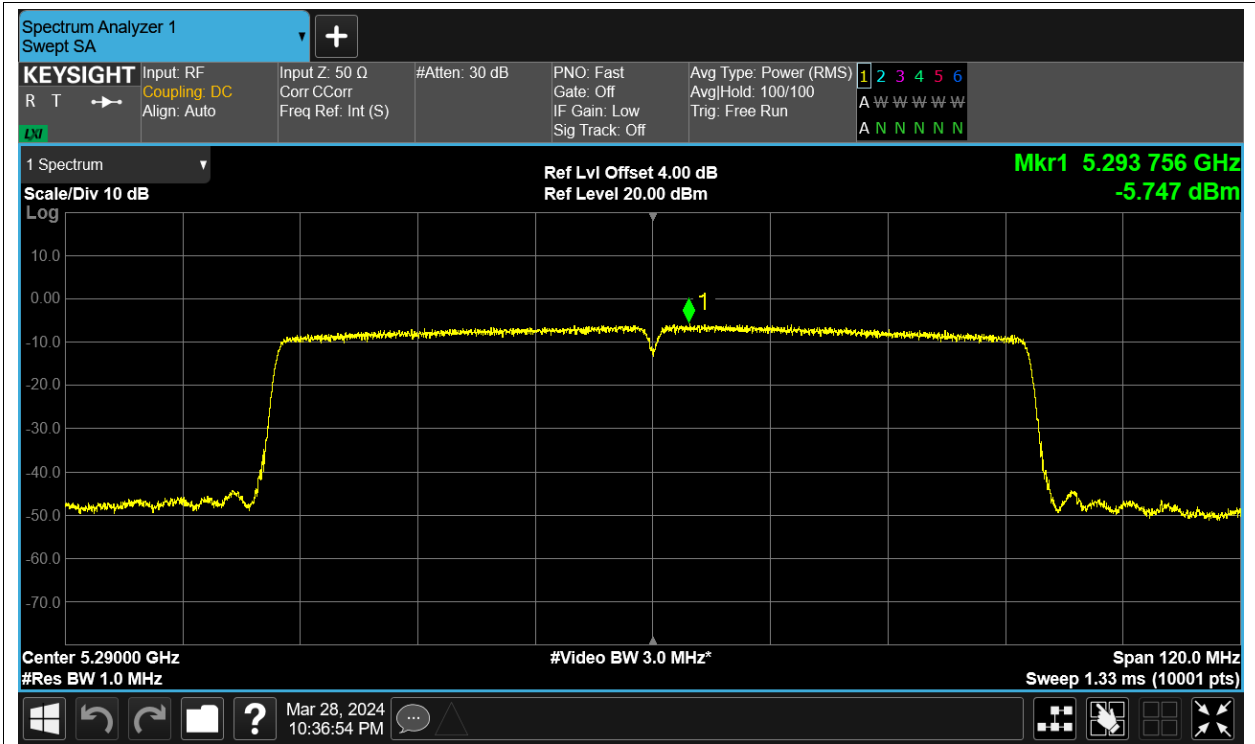 Spectrum Analyzer 1
Swept SA
KEYSIGHT
R T
LXI
Input: RF
Coupling: DC
Align: Auto
Input Z: 50 Ω
Corr CCorr
Freq Ref: Int (S)
#Atten: 30 dB
PNO: Fast
Gate: Off
IF Gain: Low
Sig Track: Off
Avg Type: Power (RMS)
Avg|Hold: 100/100
Trig: Free Run
1 2 3 4 5 6
A W W W W W
A N N N N N
1 Spectrum
Scale/Div 10 dB
Log
Ref Lvl Offset 4.00 dB
Ref Level 20.00 dBm
Mkr1 5.293 756 GHz
-5.747 dBm
10.0
0.00
-10.0
-20.0
-30.0
-40.0
-50.0
-60.0
-70.0
1
Center 5.29000 GHz
#Res BW 1.0 MHz
#Video BW 3.0 MHz*
Span 120.0 MHz
Sweep 1.33 ms (10001 pts)
?
Mar 28, 2024
10:36:54 PM